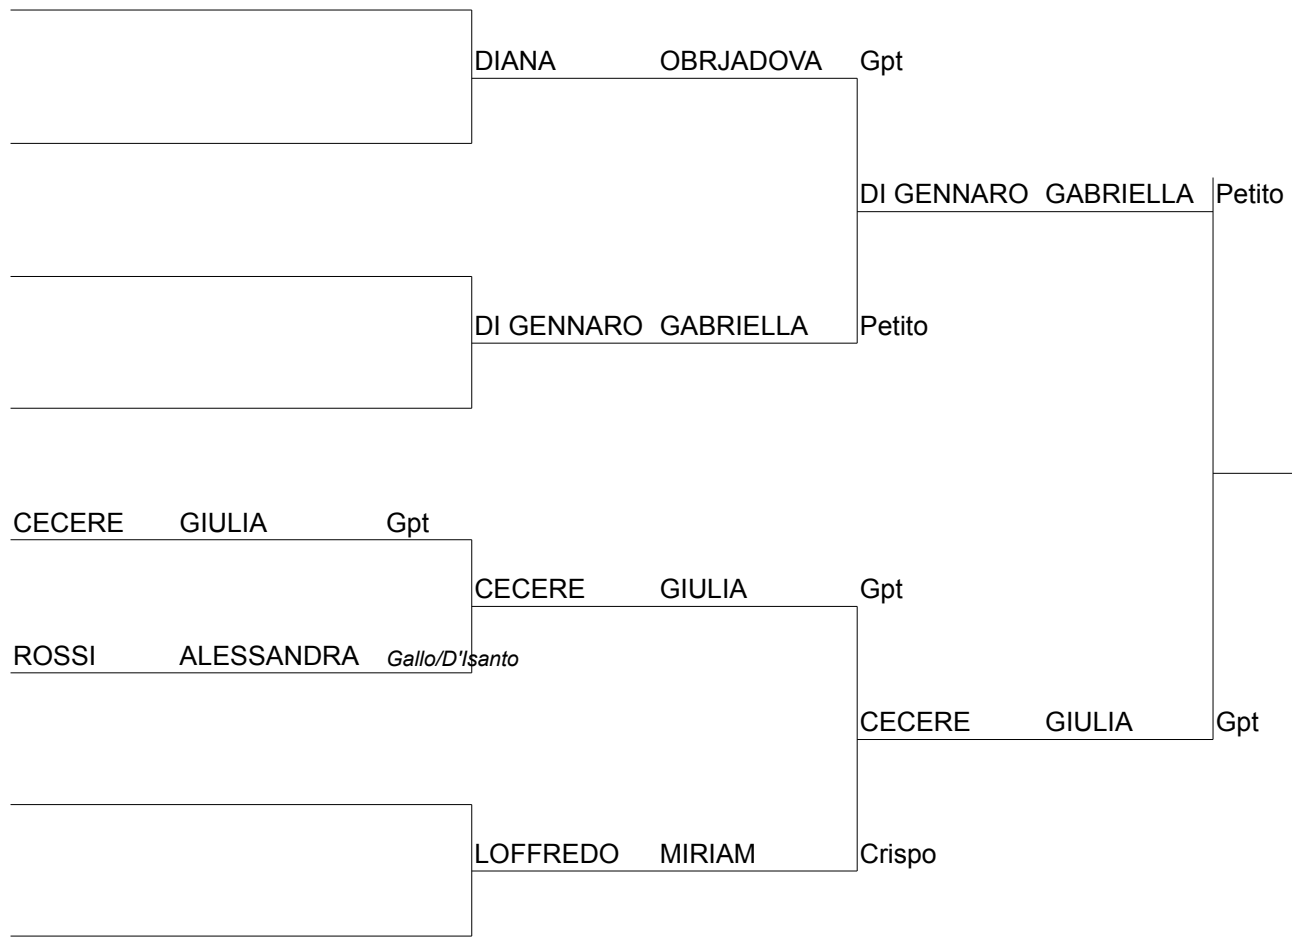 DIANA OBRJADOVA Gpt
DI GENNARO GABRIELLA Petito
DI GENNARO GABRIELLA Petito
CECERE GIULIA Gpt
CECERE GIULIA Gpt
ROSSI ALESSANDRA Gallo/D'Isanto
CECERE GIULIA Gpt
LOFFREDO MIRIAM Crispo